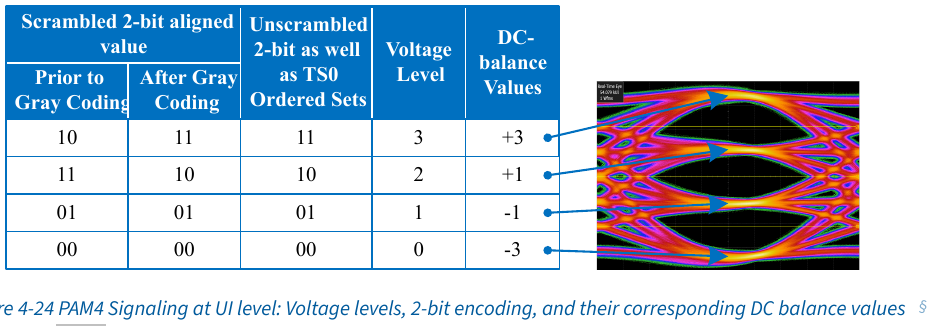 Scrambled 2-bit aligned
value
Unscrambled
2-bit as well
as TS0
Ordered Sets
Voltage
Level
DC-
balance
Values
Prior to
Gray Coding
After Gray
Coding
10 11 11 3 +3
11 10 10 2 +1
01 01 01 1 -1
00 00 00 0 -3
Real-Time Eye
re 4-24 PAM4 Signaling at UI level: Voltage levels, 2-bit encoding, and their corresponding DC balance values §